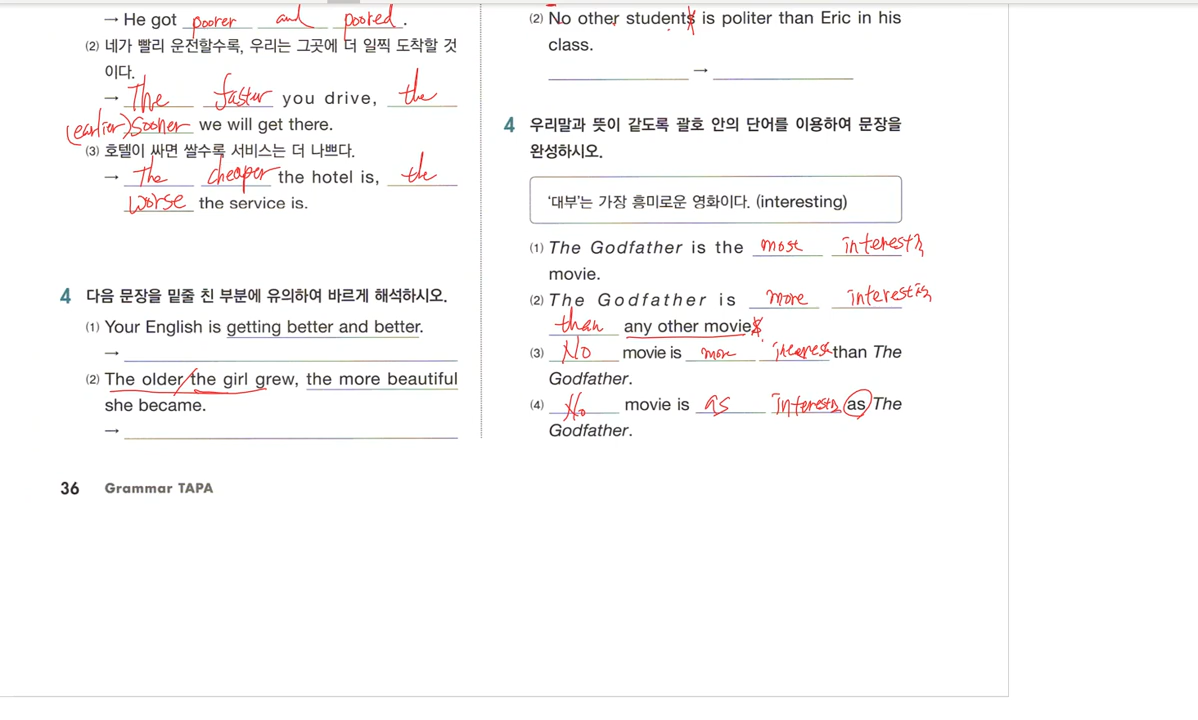 → He got poorer and poored.
(2) 네가 빨리 운전할수록, 우리는 그곳에 더 일찍 도착할 것
이다.
→ The faster you drive, the
(earlier) Sooner we will get there.
(3) 호텔이 싸면 쌀수록 서비스는 더 나쁘다.
→ The cheaper the hotel is, the
worse the service is.
4 다음 문장을 밑줄 친 부분에 유의하여 바르게 해석하시오.
(1) Your English is getting better and better.
→
(2) The older the girl grew, the more beautiful
she became.
→
36 Grammar TAPA
(2) No other students is politer than Eric in his
class.
→
4 우리말과 뜻이 같도록 괄호 안의 단어를 이용하여 문장을
완성하시오.
'대부'는 가장 흥미로운 영화이다. (interesting)
(1) The Godfather is the most
movie.
(2) The Godfather is more
than any other movies
(3) No movie is more than The
Godfather.
(4) No movie is as as The
Godfather.